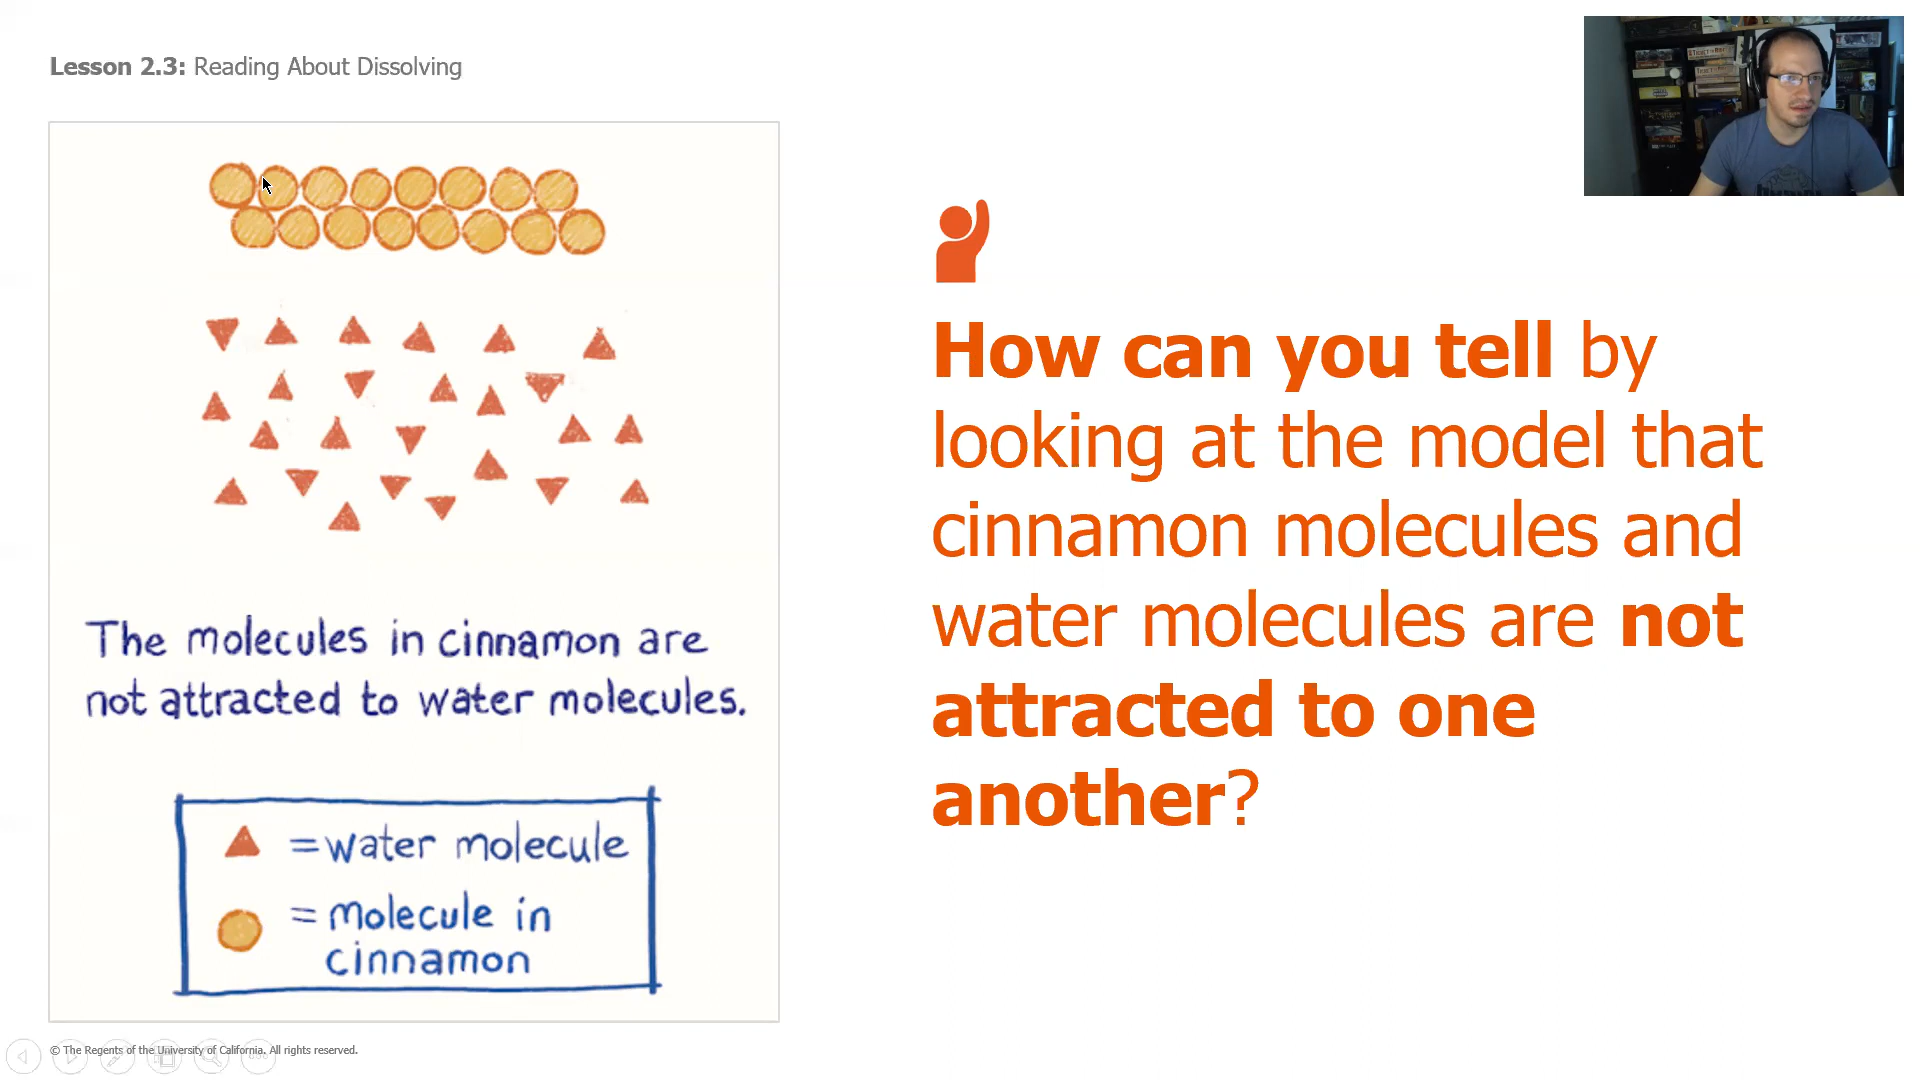 Lesson 2.3: Reading About Dissolving
The molecules in cinnamon are
not attracted to water molecules.
= water molecule
= molecule in
cinnamon
How can you tell by
looking at the model that
cinnamon molecules and
water molecules are not
attracted to one
another?
© The Regents of the University of California. All rights reserved.